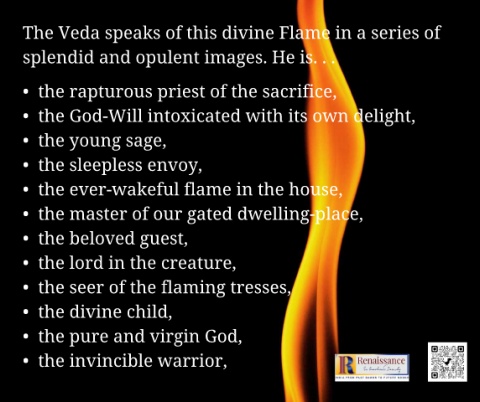 The Veda speaks of this divine Flame in a series of
splendid and opulent images. He is. . .
• the rapturous priest of the sacrifice,
• the God-Will intoxicated with its own delight,
• the young sage,
• the sleepless envoy,
• the ever-wakeful flame in the house,
• the master of our gated dwelling-place,
• the beloved guest,
• the lord in the creature,
• the seer of the flaming tresses,
• the divine child,
• the pure and virgin God,
• the invincible warrior,
Renaissance